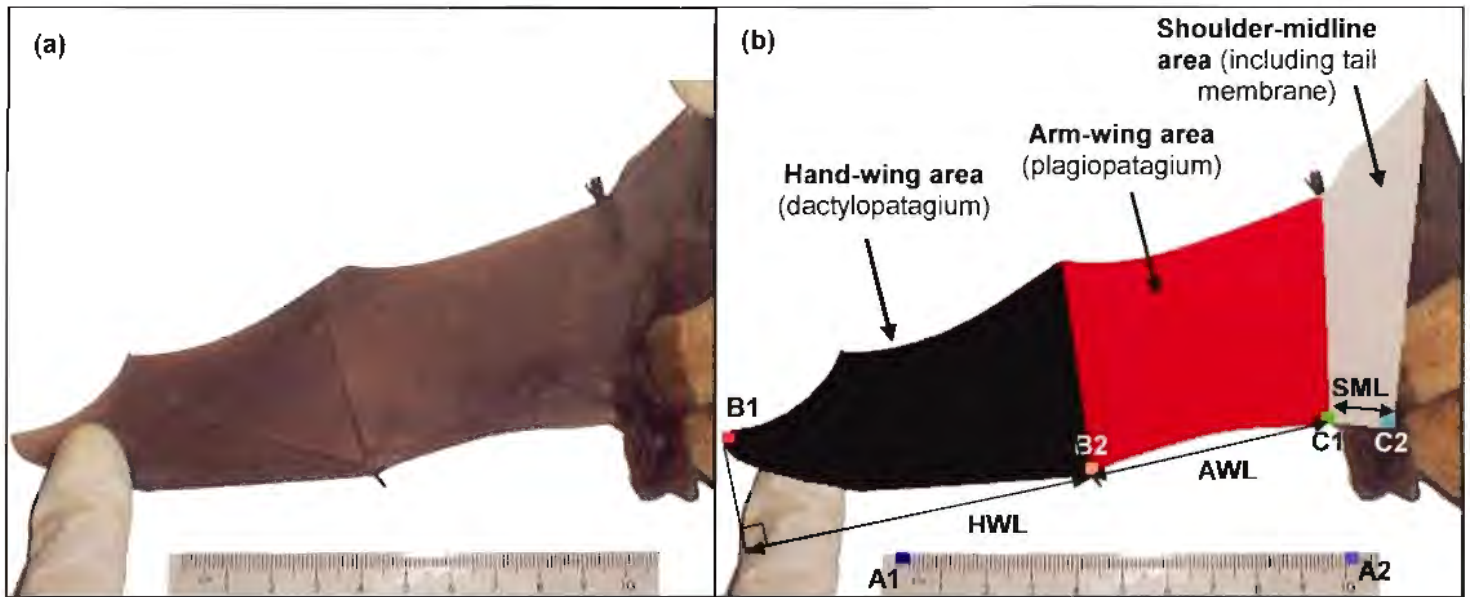 (a)
(b)
Shoulder-midline
area (including tail
membrane)
Arm-wing area
(plagiopatagium)
Hand-wing area
(dactylopatagium)
B1
B2
SML
C1
C2
AWL
HWL
A1
A2